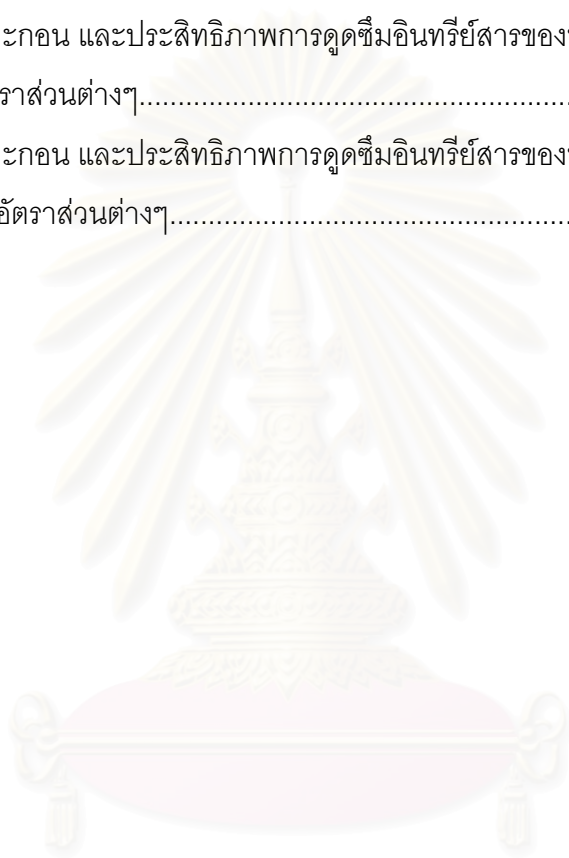 ะกอน และประสิทธิภาพการดูดซึมอินทรีย์สารของ
ราส่วนต่างๆ......................................................
ะกอน และประสิทธิภาพการดูดซึมอินทรีย์สารของ
อัตราส่วนต่างๆ..................................................